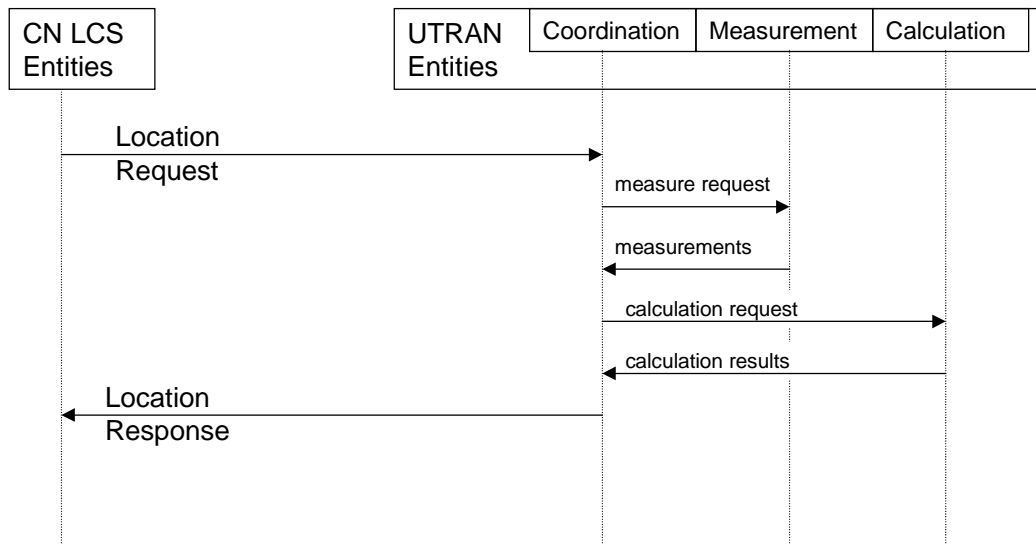 CN LCS
Entities
UTRAN
Entities
Coordination
Measurement
Calculation
Location
Request
measure request
measurements
calculation request
calculation results
Location
Response